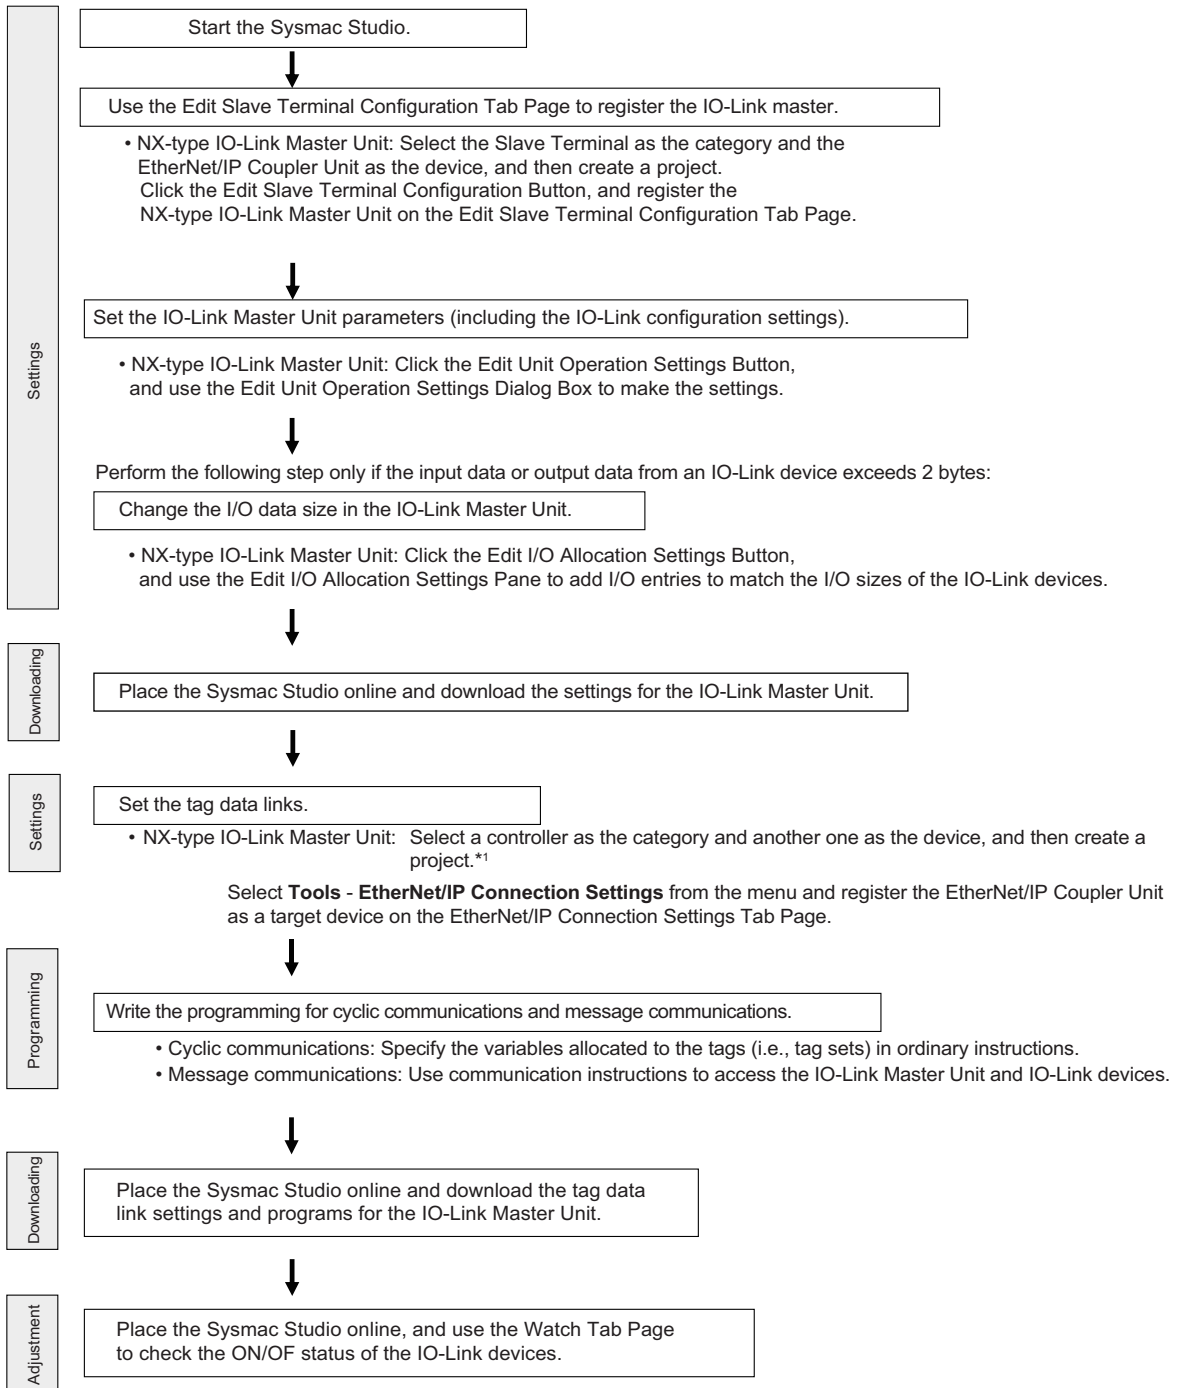 Settings
Start the Sysmac Studio.
Use the Edit Slave Terminal Configuration Tab Page to register the IO-Link master.
• NX-type IO-Link Master Unit: Select the Slave Terminal as the category and the
EtherNet/IP Coupler Unit as the device, and then create a project.
Click the Edit Slave Terminal Configuration Button, and register the
NX-type IO-Link Master Unit on the Edit Slave Terminal Configuration Tab Page.
Set the IO-Link Master Unit parameters (including the IO-Link configuration settings).
• NX-type IO-Link Master Unit: Click the Edit Unit Operation Settings Button,
and use the Edit Unit Operation Settings Dialog Box to make the settings.
Perform the following step only if the input data or output data from an IO-Link device exceeds 2 bytes:
Change the I/O data size in the IO-Link Master Unit.
• NX-type IO-Link Master Unit: Click the Edit I/O Allocation Settings Button,
and use the Edit I/O Allocation Settings Pane to add I/O entries to match the I/O sizes of the IO-Link devices.
Downloading
Place the Sysmac Studio online and download the settings for the IO-Link Master Unit.
Settings
Set the tag data links.
• NX-type IO-Link Master Unit: Select a controller as the category and another one as the device, and then create a
project.*1
Select Tools - EtherNet/IP Connection Settings from the menu and register the EtherNet/IP Coupler Unit
as a target device on the EtherNet/IP Connection Settings Tab Page.
Programming
Write the programming for cyclic communications and message communications.
• Cyclic communications: Specify the variables allocated to the tags (i.e., tag sets) in ordinary instructions.
• Message communications: Use communication instructions to access the IO-Link Master Unit and IO-Link devices.
Downloading
Place the Sysmac Studio online and download the tag data
link settings and programs for the IO-Link Master Unit.
Adjustment
Place the Sysmac Studio online, and use the Watch Tab Page
to check the ON/OF status of the IO-Link devices.